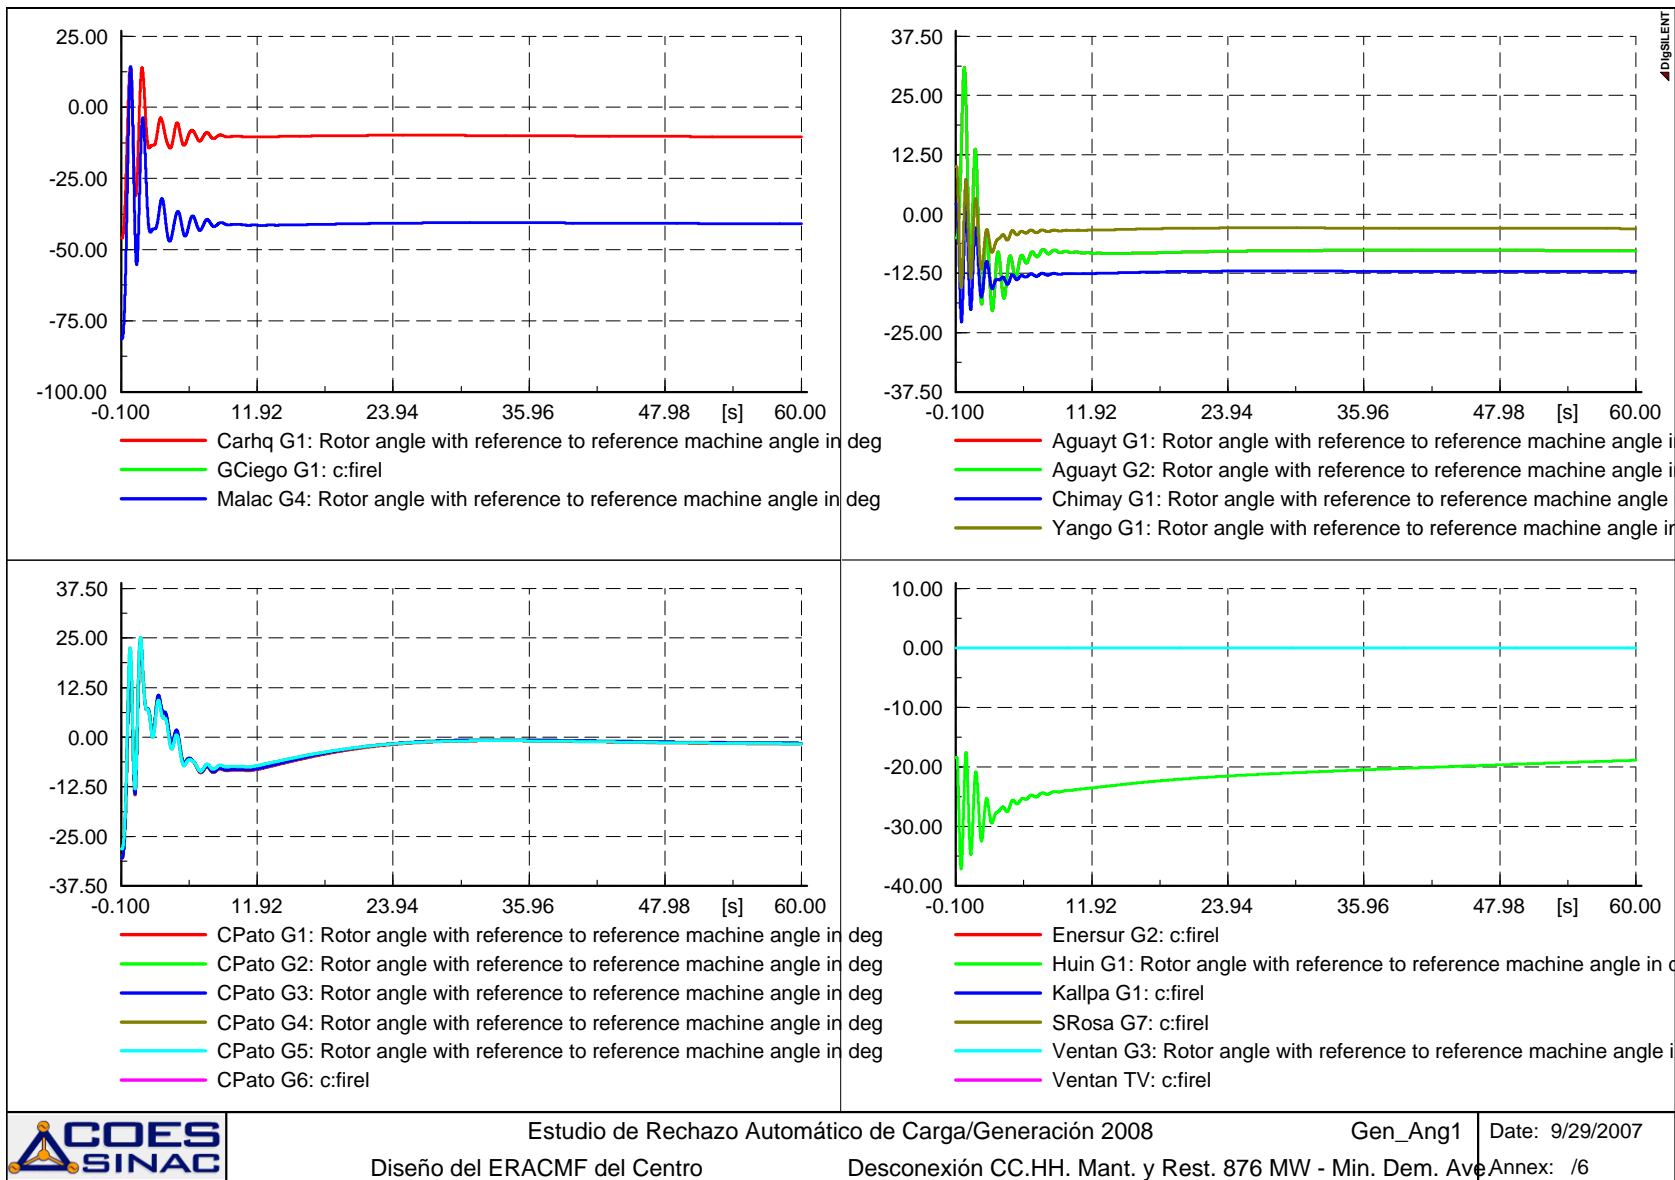 25.00
0.00
-25.00
-50.00
-75.00
-100.00
-0.100 11.92 23.94 35.96 47.98 [s] 60.00
Carhq G1: Rotor angle with reference to reference machine angle in deg
GCiego G1: c:firel
Malac G4: Rotor angle with reference to reference machine angle in deg
37.50
25.00
12.50
0.00
-12.50
-25.00
-37.50
-0.100 11.92 23.94 35.96 47.98 [s] 60.00
Aguayt G1: Rotor angle with reference to reference machine angle i
Aguayt G2: Rotor angle with reference to reference machine angle i
Chimay G1: Rotor angle with reference to reference machine angle
Yango G1: Rotor angle with reference to reference machine angle in
DIgSILENT
37.50
25.00
12.50
0.00
-12.50
-25.00
-37.50
-0.100 11.92 23.94 35.96 47.98 [s] 60.00
CPato G1: Rotor angle with reference to reference machine angle in deg
CPato G2: Rotor angle with reference to reference machine angle in deg
CPato G3: Rotor angle with reference to reference machine angle in deg
CPato G4: Rotor angle with reference to reference machine angle in deg
CPato G5: Rotor angle with reference to reference machine angle in deg
CPato G6: c:firel
10.00
0.00
-10.00
-20.00
-30.00
-40.00
-0.100 11.92 23.94 35.96 47.98 [s] 60.00
Enersur G2: c:firel
Huin G1: Rotor angle with reference to reference machine angle in d
Kallpa G1: c:firel
SRosa G7: c:firel
Ventan G3: Rotor angle with reference to reference machine angle i
Ventan TV: c:firel
COES
SINAC
Estudio de Rechazo Automático de Carga/Generación 2008 Gen_Ang1
Diseño del ERACMF del Centro Desconexión CC.HH. Mant. y Rest. 876 MW - Min. Dem. Ave
Date: 9/29/2007
Annex: /6